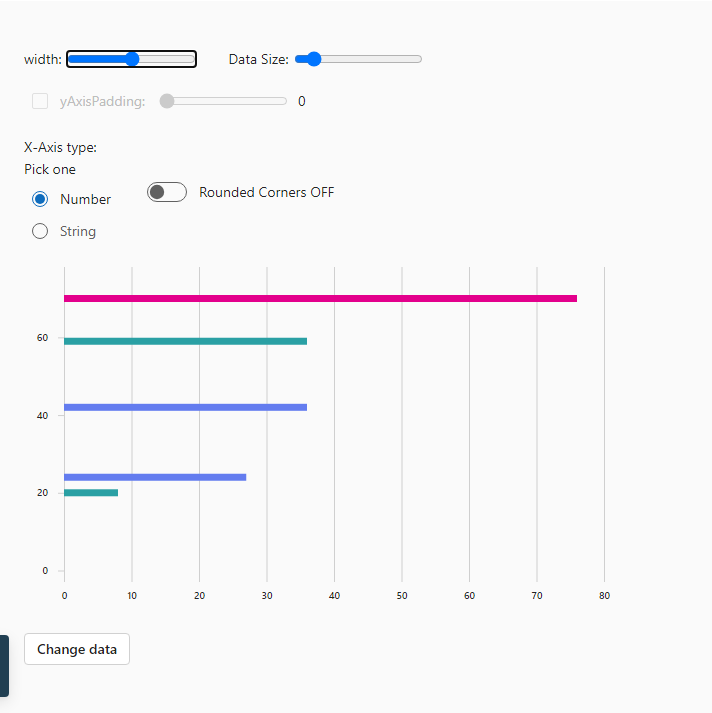 width: Data Size:
yAxisPadding: 0
X-Axis type:
Pick one
Number
Rounded Corners OFF
String
60
40
20
0
0 10 20 30 40 50 60 70 80
Change data